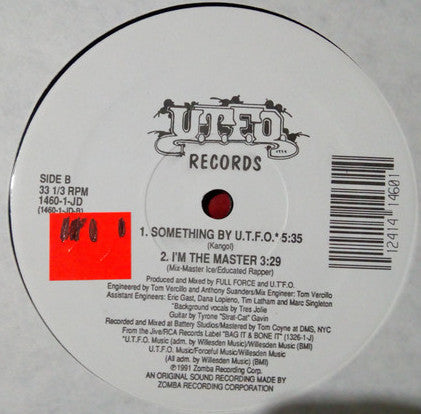 U.T.F.O.
RECORDS
SIDE B
33 1/3 RPM
1460-1-JD
(1460-1-JD-B)
1. SOMETHING BY U.T.F.O.* 5:35
(Kangol)
2. I'M THE MASTER 3:29
(Mix-Master Ice/Educated Rapper)
Produced and Mixed by FULL FORCE and U.T.F.O.
Engineered by Tom Vercillo and Anthony Suanders/Mix Engineer: Tom Vercillo
Assistant Engineers: Eric Gast, Dana Lopieno, Tim Latham and Marc Singleton
*Background vocals by Tres Jolie
Guitar by Tyrone "Strat-Cat" Gavin
Recorded and Mixed at Battery Studios/Mastered by Tom Coyne at DMS, NYC
From the Jive/RCA Records Label "BAG IT & BONE IT" (1326-1-J)
*U.T.F.O. Music (adm. by Willesden Music)/Willesden Music (BMI)
U.T.F.O. Music/Forceful Music/Willesden Music
(All adm. by Willesden Music) (BMI)
℗ 1991 Zomba Recording Corp.
AN ORIGINAL SOUND RECORDING MADE BY
ZOMBA RECORDING CORPORATION
12414 14601